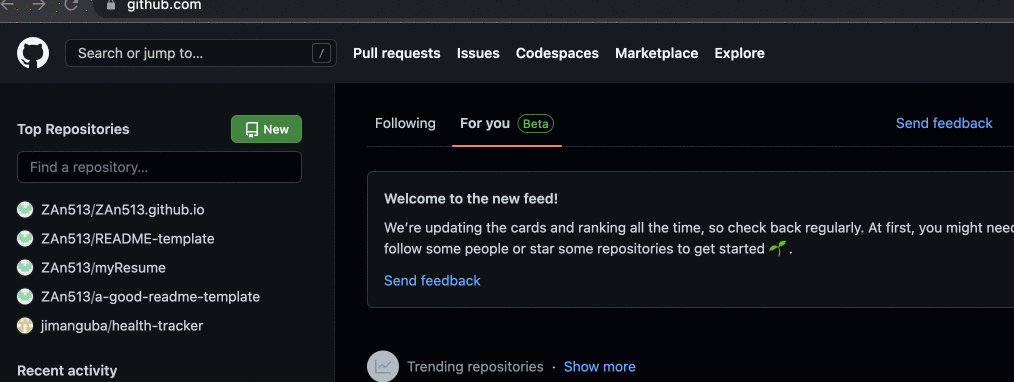 github.com
Search or jump to... /
Pull requests Issues Codespaces Marketplace Explore
Top Repositories
New
Find a repository...
ZAn513/ZAn513.github.io
ZAn513/README-template
ZAn513/myResume
ZAn513/a-good-readme-template
jimanguba/health-tracker
Recent activity
Following For you Beta
Send feedback
Welcome to the new feed!
We're updating the cards and ranking all the time, so check back regularly. At first, you might need
follow some people or star some repositories to get started 🌱.
Send feedback
Trending repositories · Show more